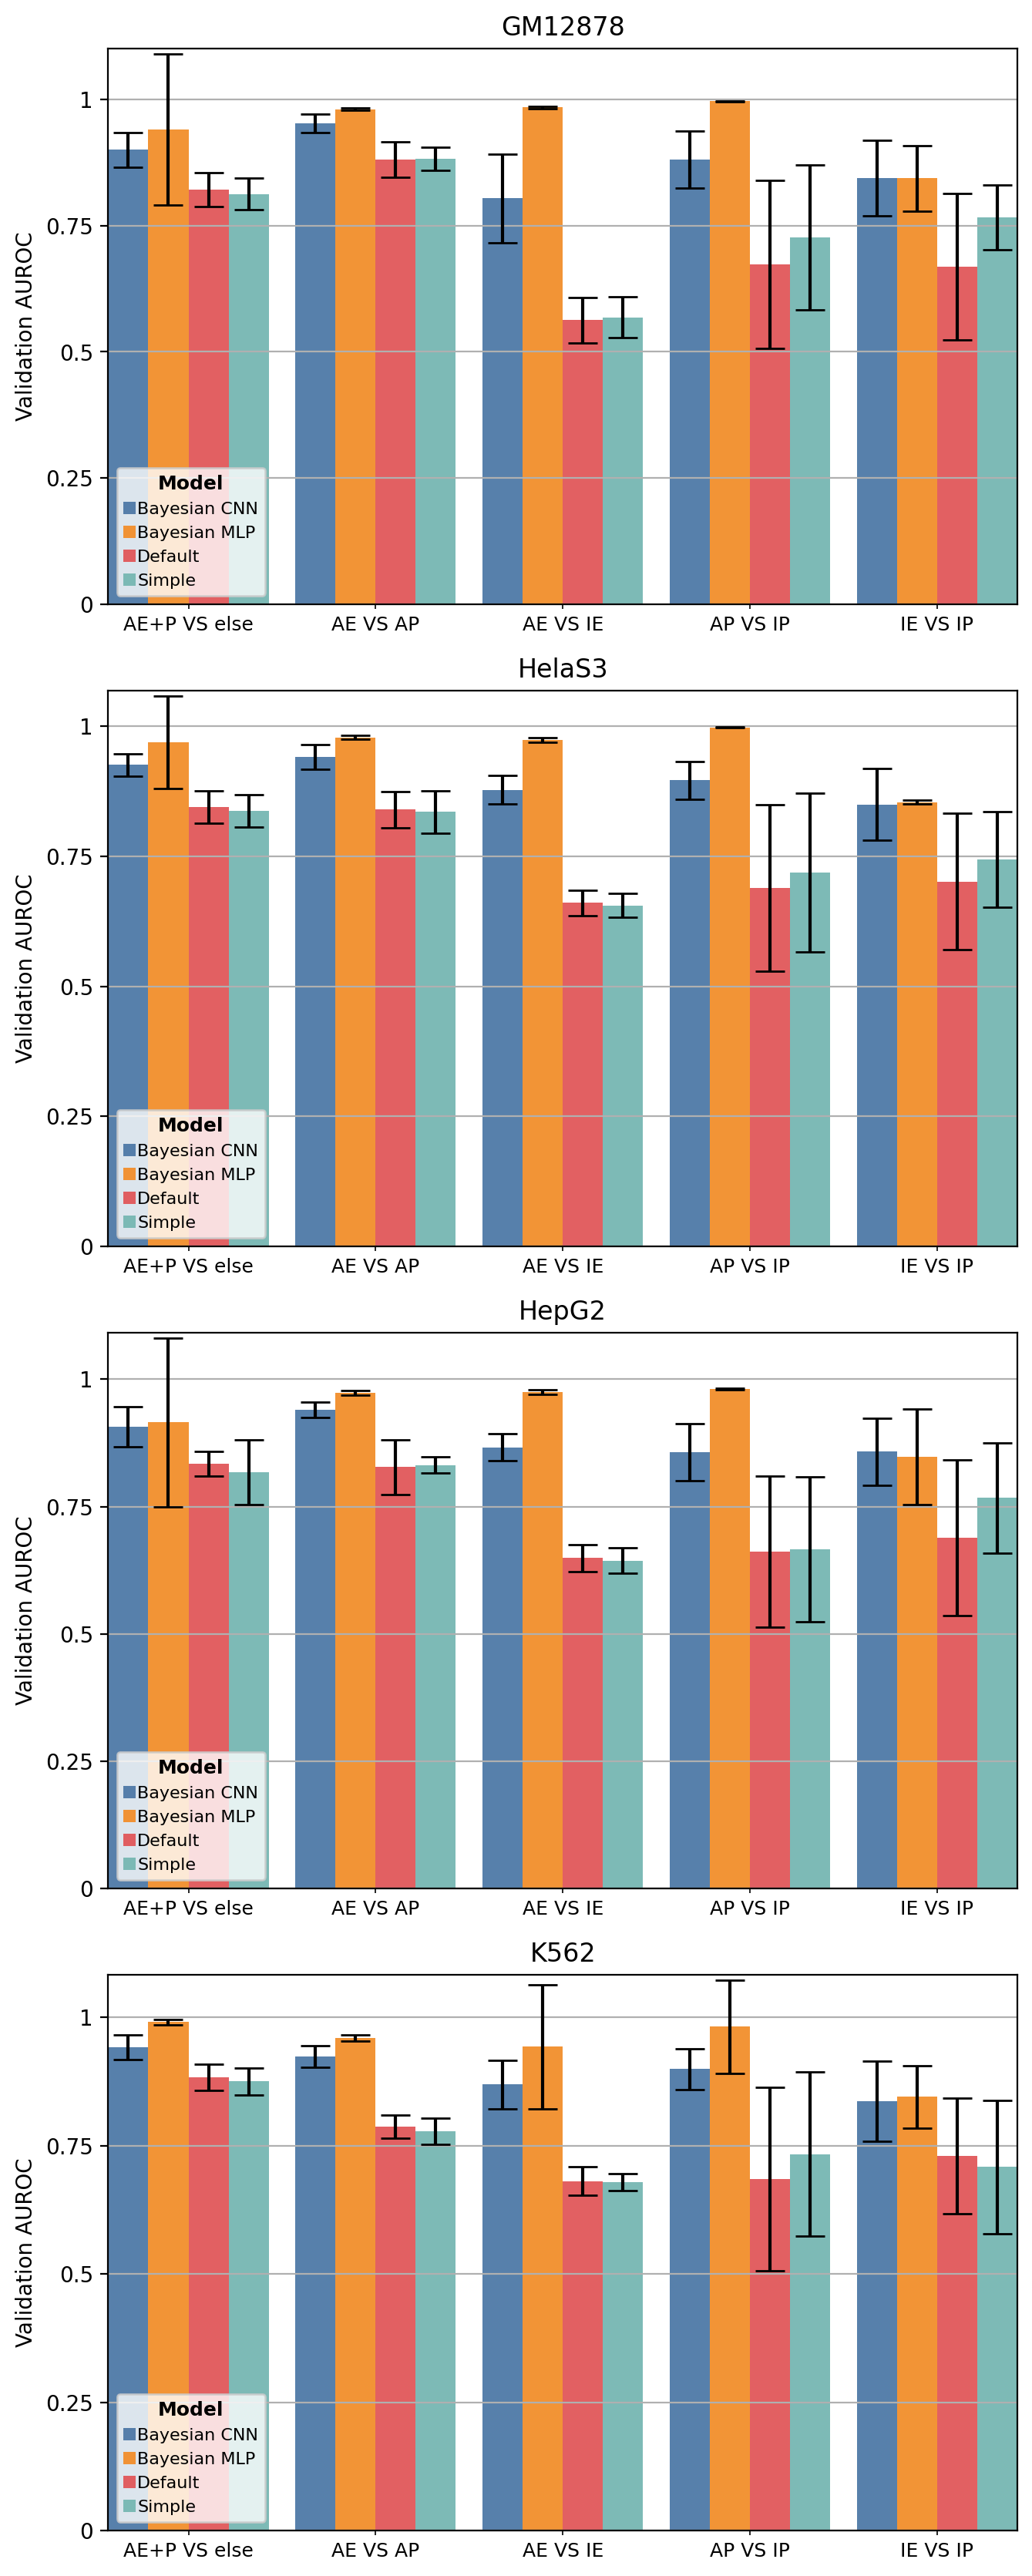 GM12878
Validation AUROC
1
0.75
0.5
0.25
0
Model
Bayesian CNN
Bayesian MLP
Default
Simple
AE+P VS else
AE VS AP
AE VS IE
AP VS IP
IE VS IP
HelaS3
Validation AUROC
1
0.75
0.5
0.25
0
Model
Bayesian CNN
Bayesian MLP
Default
Simple
AE+P VS else
AE VS AP
AE VS IE
AP VS IP
IE VS IP
HepG2
Validation AUROC
1
0.75
0.5
0.25
0
Model
Bayesian CNN
Bayesian MLP
Default
Simple
AE+P VS else
AE VS AP
AE VS IE
AP VS IP
IE VS IP
K562
Validation AUROC
1
0.75
0.5
0.25
0
Model
Bayesian CNN
Bayesian MLP
Default
Simple
AE+P VS else
AE VS AP
AE VS IE
AP VS IP
IE VS IP